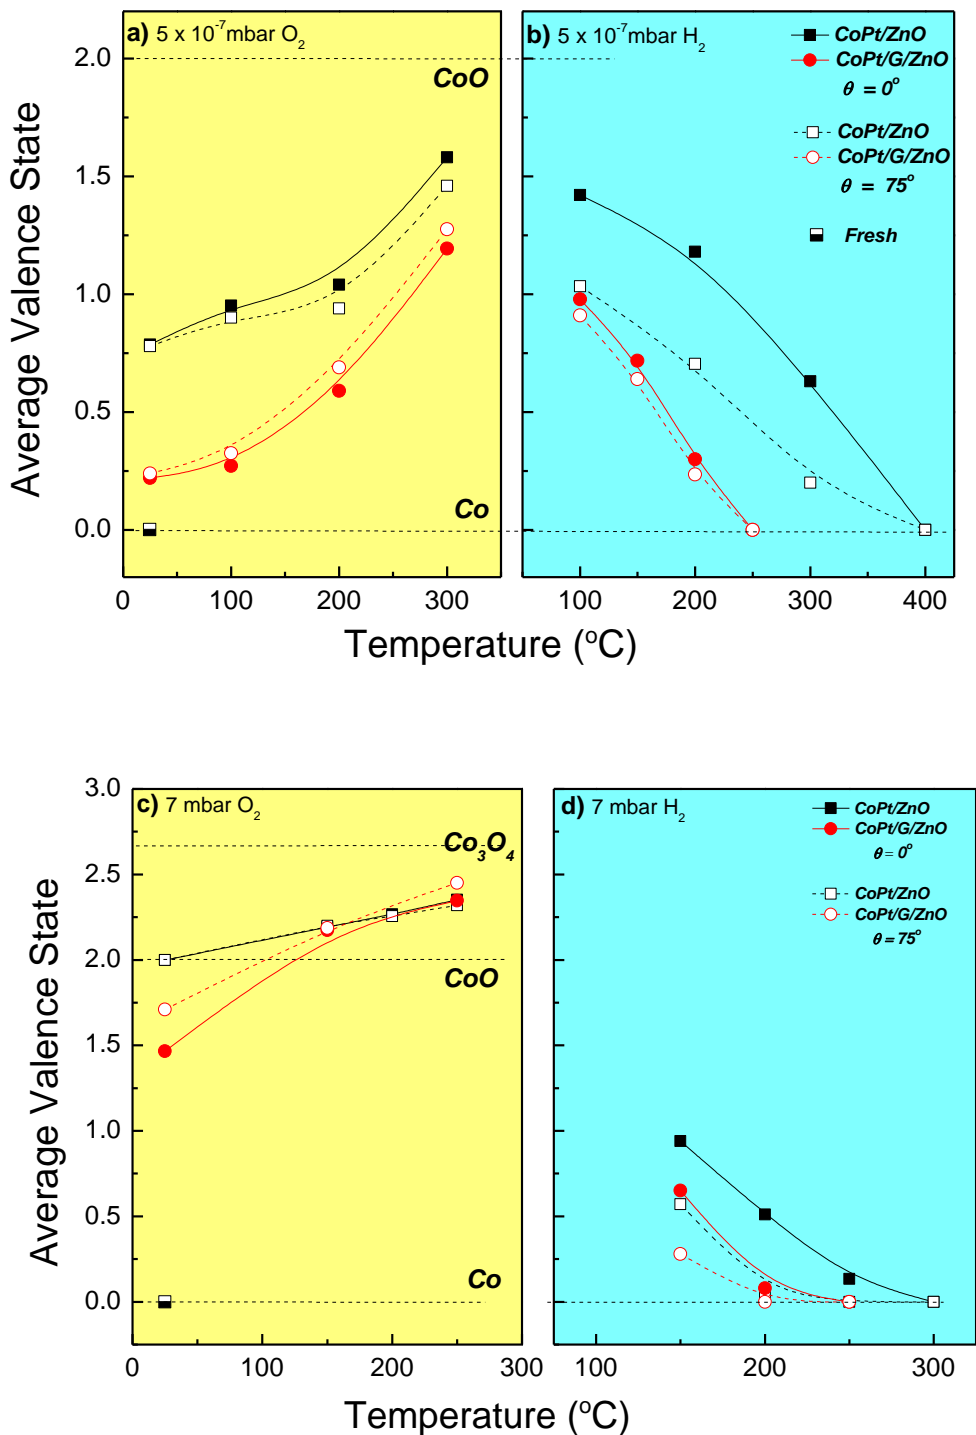 a) 5 x 10⁻⁷mbar O₂
b) 5 x 10⁻⁷mbar H₂
CoPt/ZnO
CoPt/G/ZnO
θ = 0°
CoPt/ZnO
CoPt/G/ZnO
θ = 75°
Fresh
CoO
Co
Average Valence State
2.0
1.5
1.0
0.5
0.0
0 100 200 300
100 200 300 400
Temperature (°C)
c) 7 mbar O₂
d) 7 mbar H₂
CoPt/ZnO
CoPt/G/ZnO
θ = 0°
CoPt/ZnO
CoPt/G/ZnO
θ = 75°
Co₃O₄
CoO
Co
Average Valence State
3.0
2.5
2.0
1.5
1.0
0.5
0.0
0 100 200 300
100 200 300
Temperature (°C)